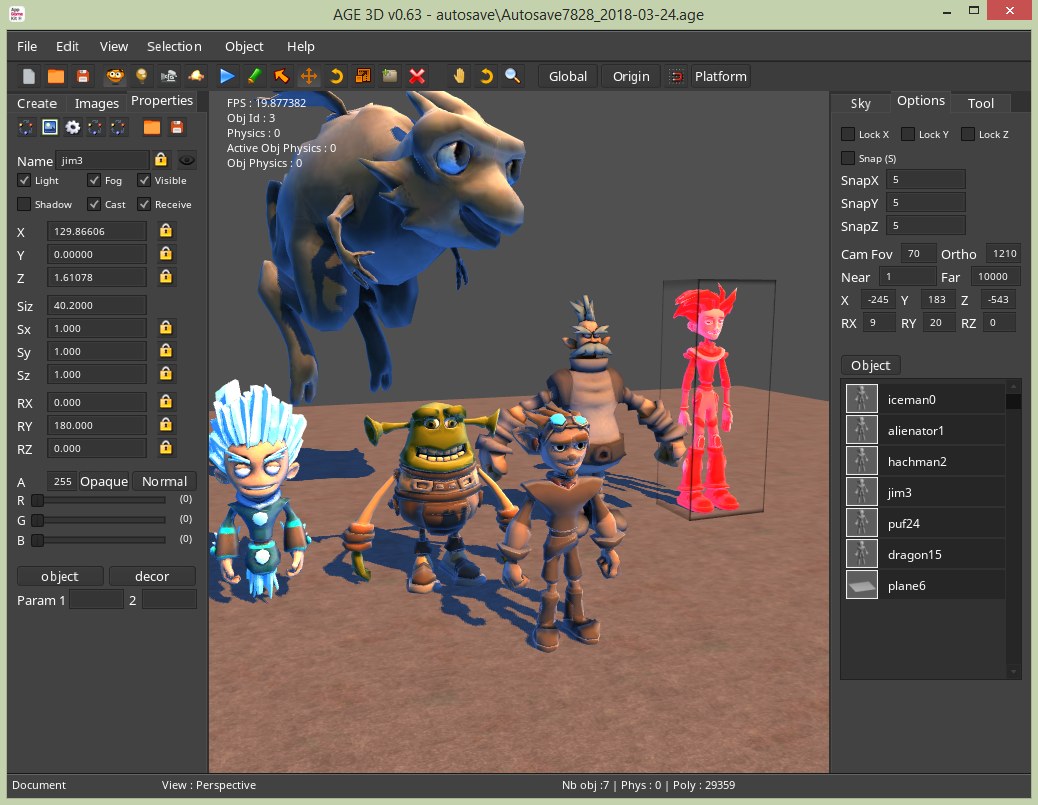 AGE 3D v0.63 - autosave\Autosave7828_2018-03-24.age
File Edit View Selection Object Help
Global Origin Platform
Create Images Properties
Name jim3
Light Fog Visible
Shadow Cast Receive
X 129.86606
Y 0.00000
Z 1.61078
Siz 40.2000
Sx 1.000
Sy 1.000
Sz 1.000
RX 0.000
RY 180.000
RZ 0.000
A 255 Opaque Normal
R (0)
G (0)
B (0)
object decor
Param 1 2
FPS : 19.877382
Obj Id : 3
Physics : 0
Active Obj Physics : 0
Obj Physics : 0
Sky Options Tool
Lock X Lock Y Lock Z
Snap (S)
SnapX 5
SnapY 5
SnapZ 5
Cam Fov 70 Ortho 1210
Near 1 Far 10000
X -245 Y 183 Z -543
RX 9 RY 20 RZ 0
Object
iceman0
alienator1
hachman2
jim3
puf24
dragon15
plane6
Document View : Perspective Nb obj :7 | Phys : 0 | Poly : 29359